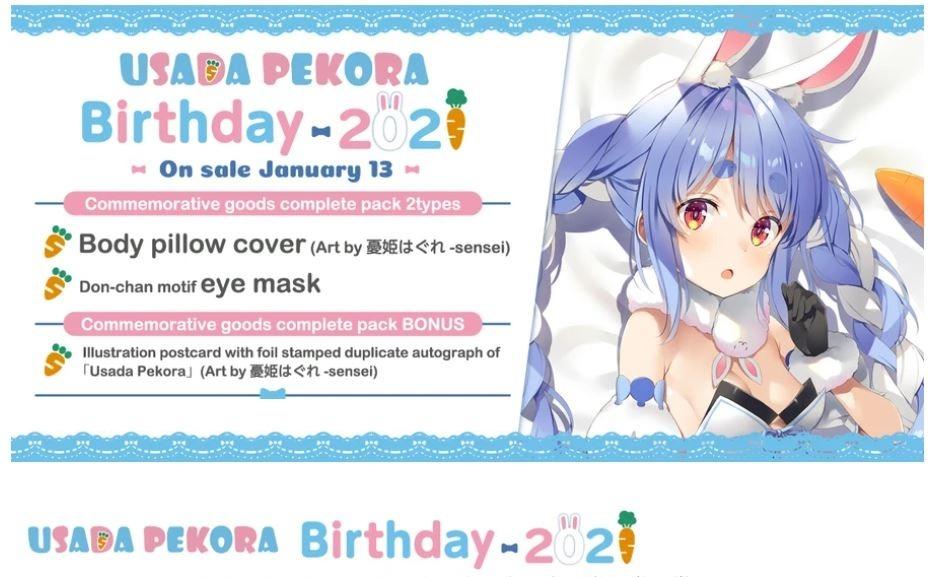 USADA PEKORA
Birthday - 2021
On sale January 13
Commemorative goods complete pack 2types
Body pillow cover (Art by 憂姫はぐれ -sensei)
Don-chan motif eye mask
Commemorative goods complete pack BONUS
Illustration postcard with foil stamped duplicate autograph of
「Usada Pekora」(Art by 憂姫はぐれ -sensei)
USADA PEKORA Birthday - 2021